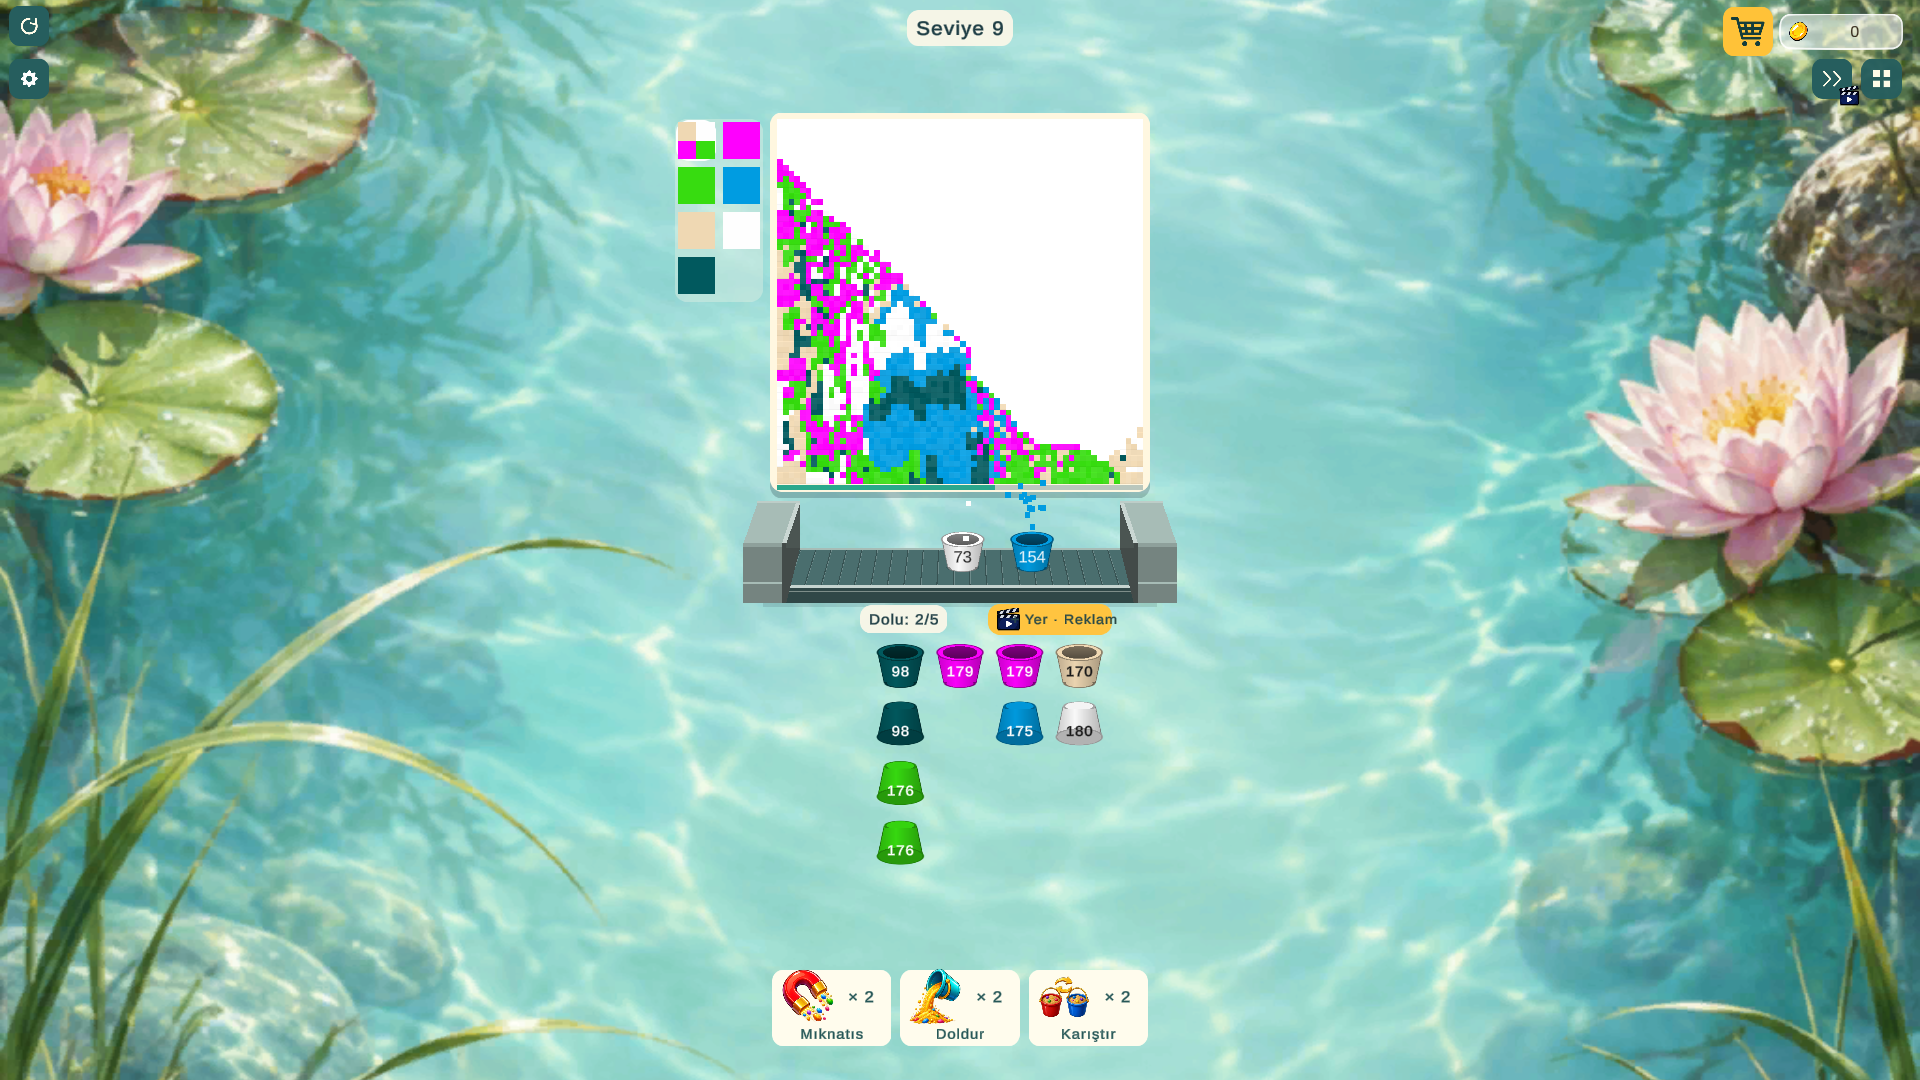 Seviye 9
0
73
154
Dolu: 2/5
Yer · Reklam
98
179
179
170
98
175
180
176
176
× 2
× 2
× 2
Mıknatıs
Doldur
Karıştır